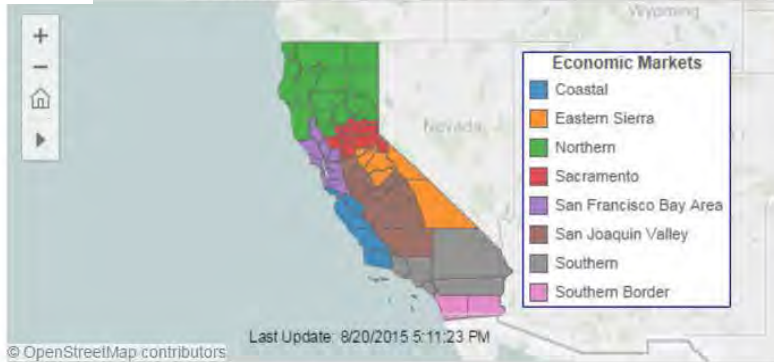 Wyoming
Nevada
Economic Markets
Coastal
Eastern Sierra
Northern
Sacramento
San Francisco Bay Area
San Joaquin Valley
Southern
Southern Border
Last Update: 8/20/2015 5:11:23 PM
© OpenStreetMap contributors